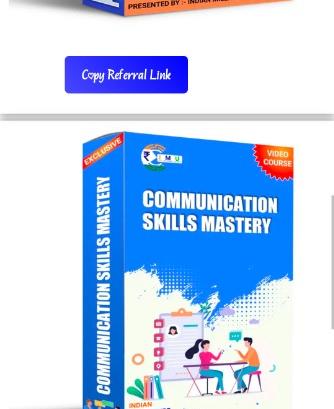 PRESENTED BY :- INDIAN
Copy Referral Link
EXCLUSIVE
M U
VIDEO
COURSE
COMMUNICATION
SKILLS MASTERY
COMMUNICATION SKILLS MASTERY
INDIAN